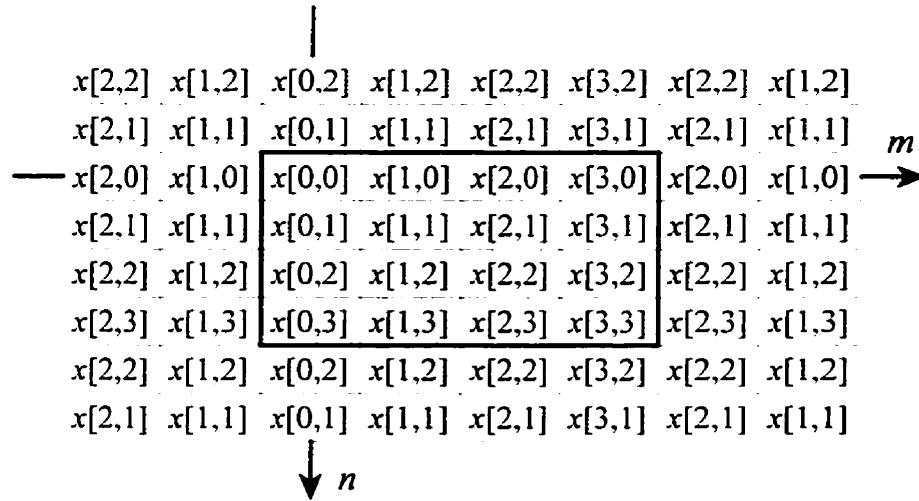 x[2,2] x[1,2] x[0,2] x[1,2] x[2,2] x[3,2] x[2,2] x[1,2]
x[2,1] x[1,1] x[0,1] x[1,1] x[2,1] x[3,1] x[2,1] x[1,1]
m
x[2,0] x[1,0] x[0,0] x[1,0] x[2,0] x[3,0] x[2,0] x[1,0]
x[2,1] x[1,1] x[0,1] x[1,1] x[2,1] x[3,1] x[2,1] x[1,1]
x[2,2] x[1,2] x[0,2] x[1,2] x[2,2] x[3,2] x[2,2] x[1,2]
x[2,3] x[1,3] x[0,3] x[1,3] x[2,3] x[3,3] x[2,3] x[1,3]
x[2,2] x[1,2] x[0,2] x[1,2] x[2,2] x[3,2] x[2,2] x[1,2]
x[2,1] x[1,1] x[0,1] x[1,1] x[2,1] x[3,1] x[2,1] x[1,1]
n